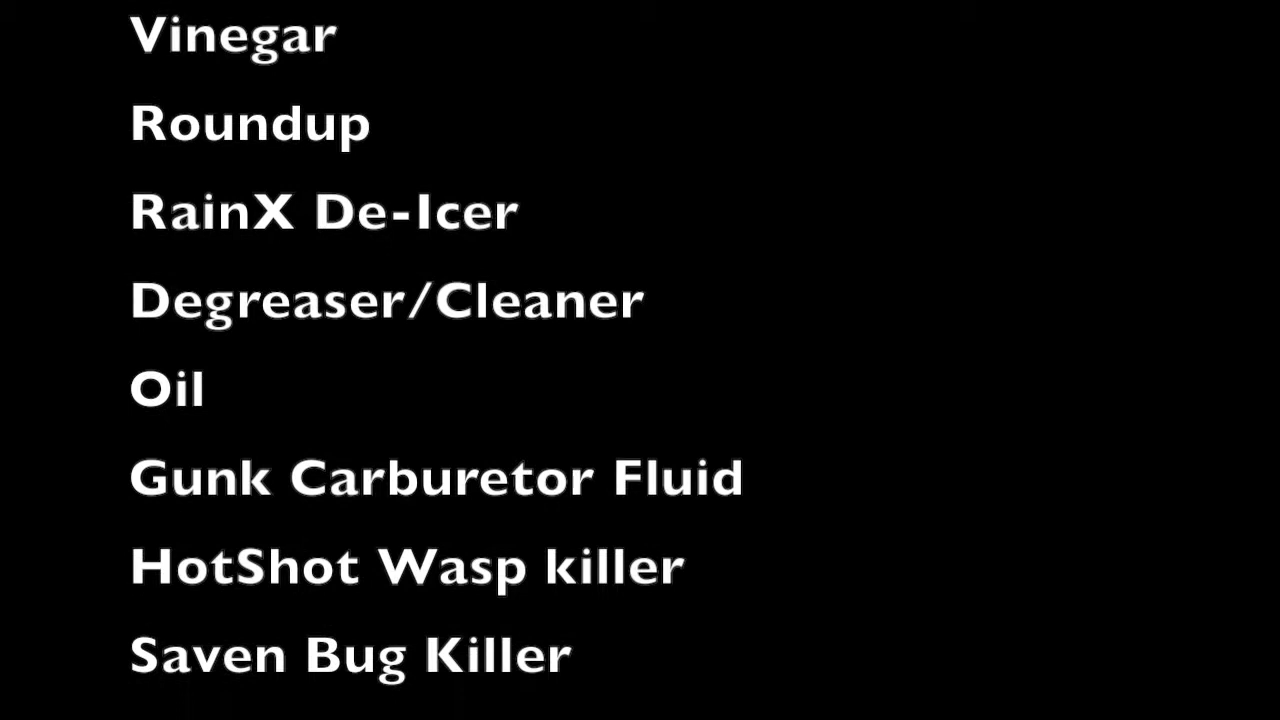 Vinegar
Roundup
RainX De-Icer
Degreaser/Cleaner
Oil
Gunk Carburetor Fluid
HotShot Wasp killer
Saven Bug Killer